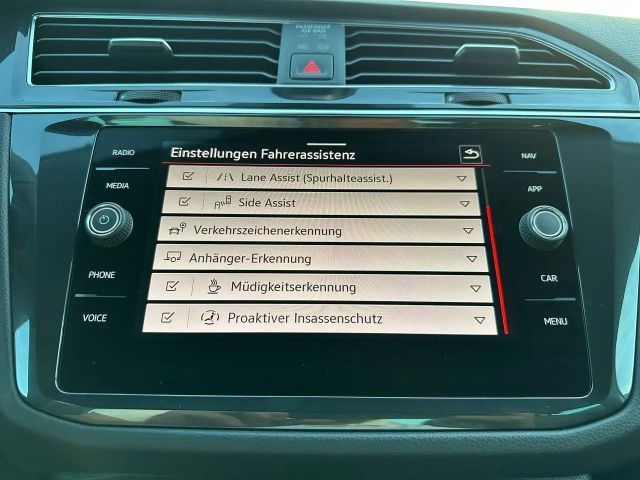 PASSENGER
AIR BAG
RADIO
MEDIA
PHONE
VOICE
Einstellungen Fahrerassistenz
Lane Assist (Spurhalteassist.)
Side Assist
Verkehrszeichenerkennung
Anhänger-Erkennung
Müdigkeitserkennung
Proaktiver Insassenschutz
NAV
APP
CAR
MENU